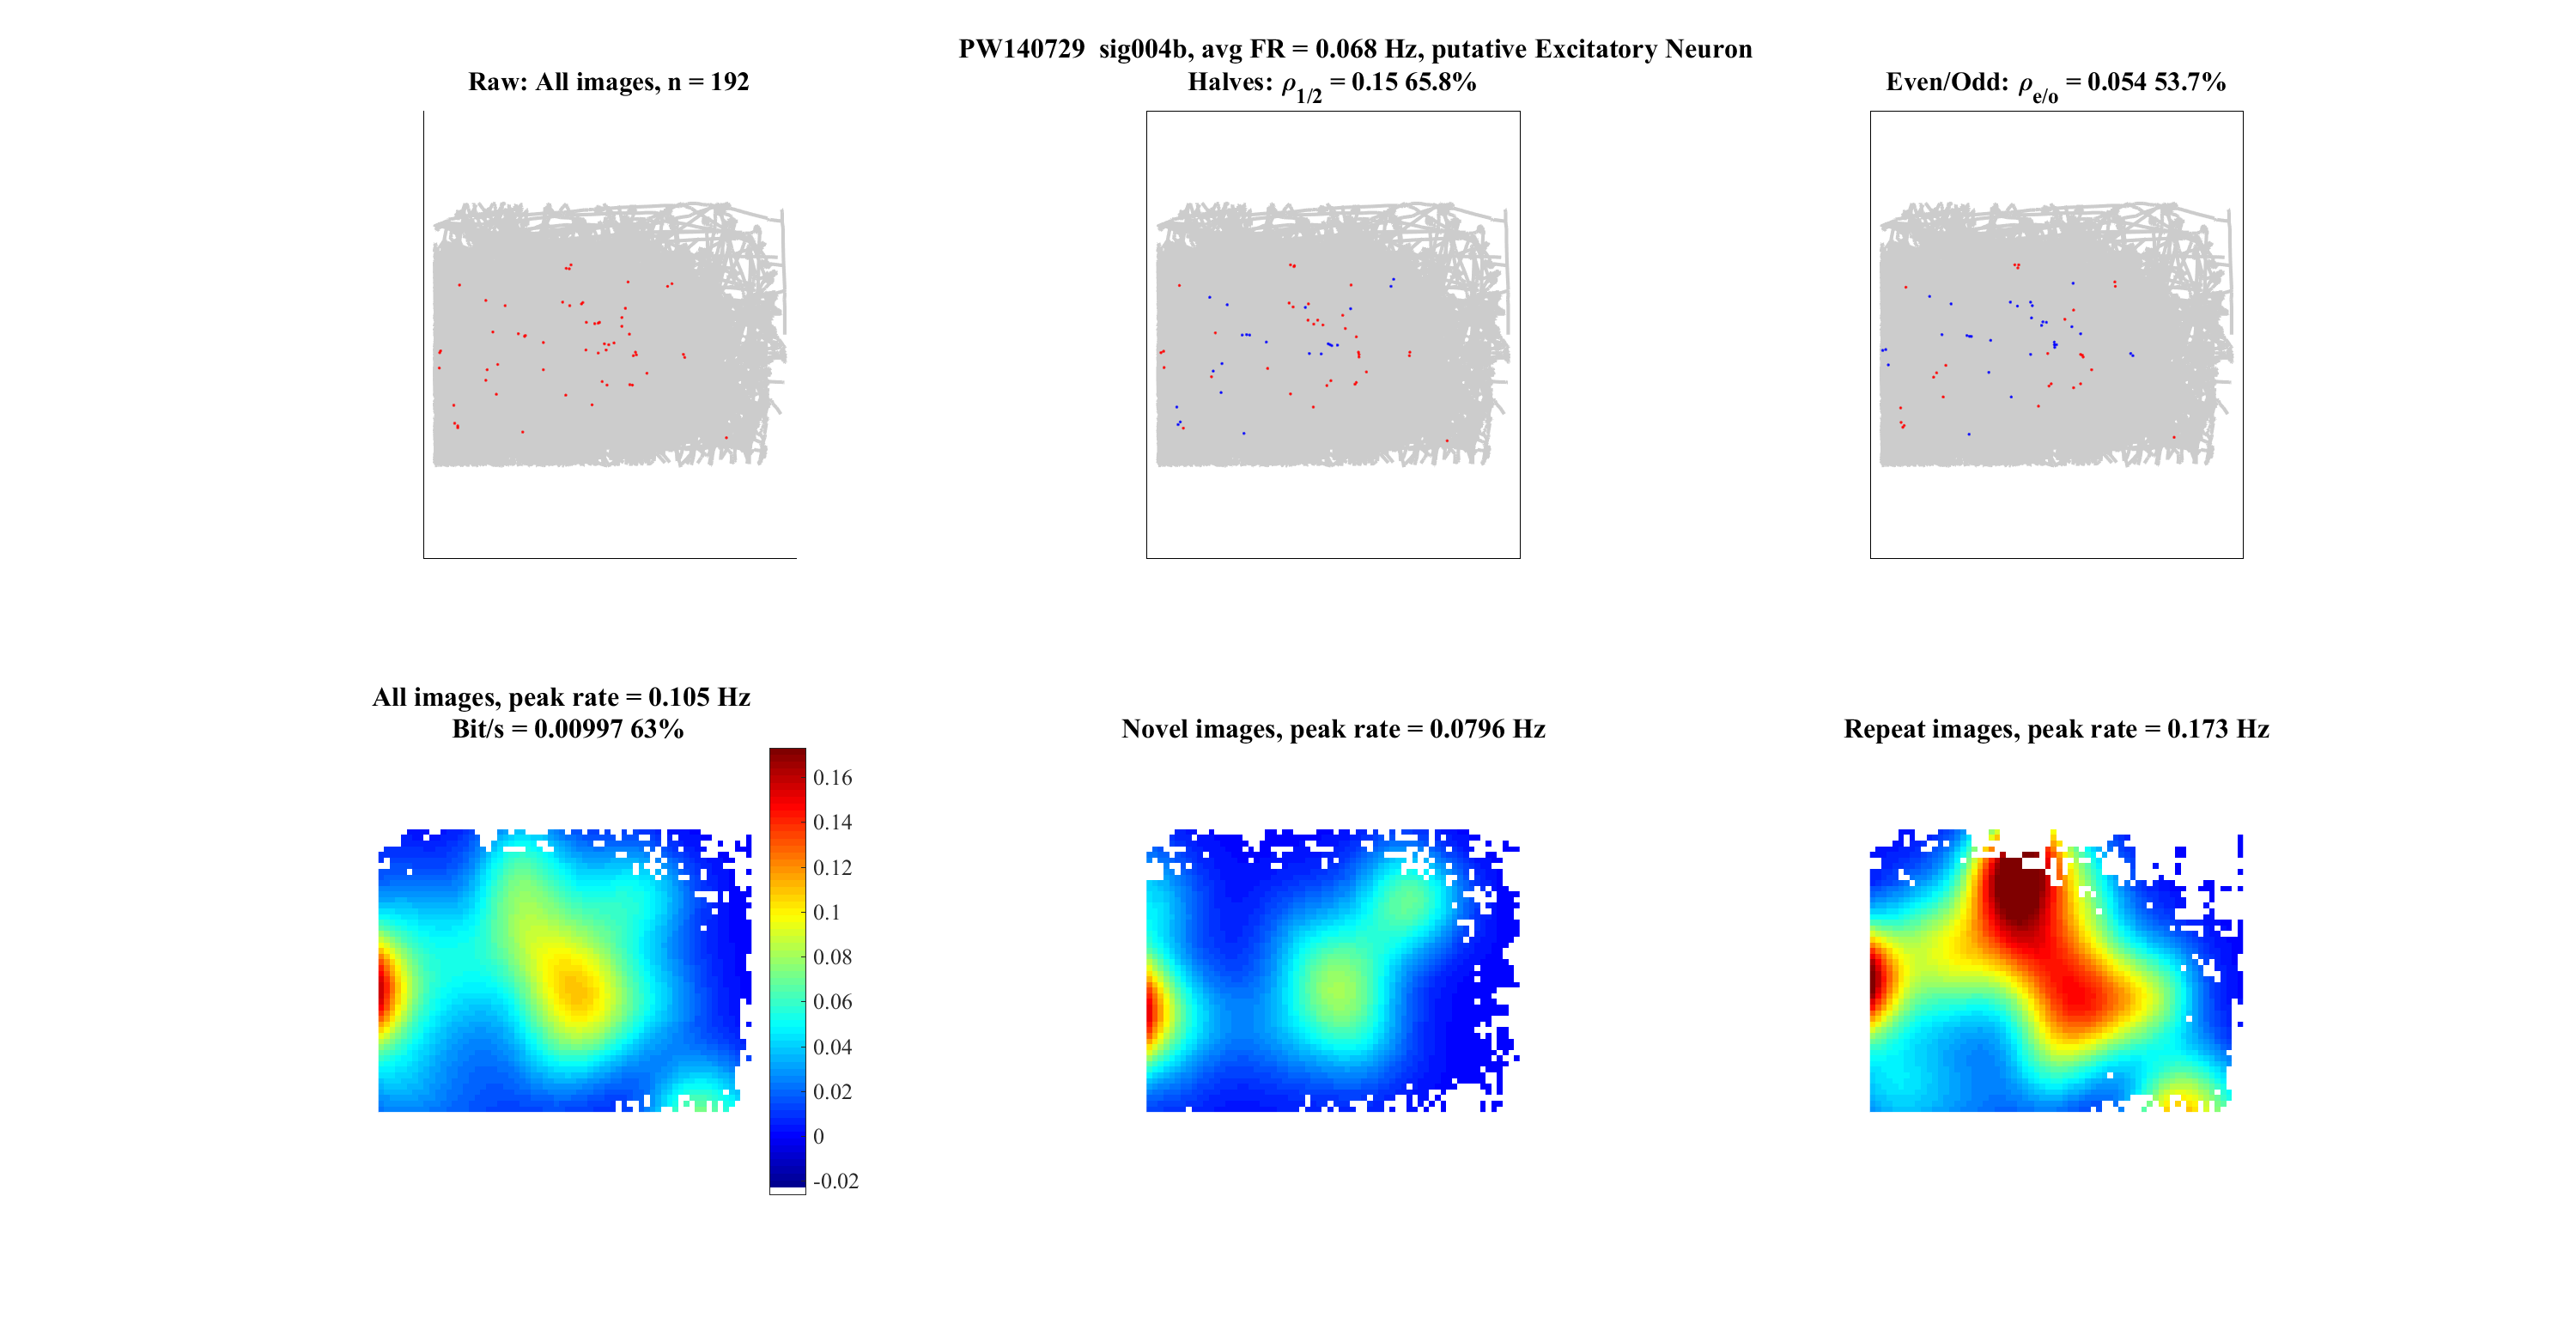 PW140729  sig004b, avg FR = 0.068 Hz, putative Excitatory Neuron
Raw: All images, n = 192
Halves: ρ1/2 = 0.15 65.8%
Even/Odd: ρe/o = 0.054 53.7%
All images, peak rate = 0.105 Hz
Bit/s = 0.00997 63%
Novel images, peak rate = 0.0796 Hz
Repeat images, peak rate = 0.173 Hz
0.16
0.14
0.12
0.1
0.08
0.06
0.04
0.02
0
-0.02